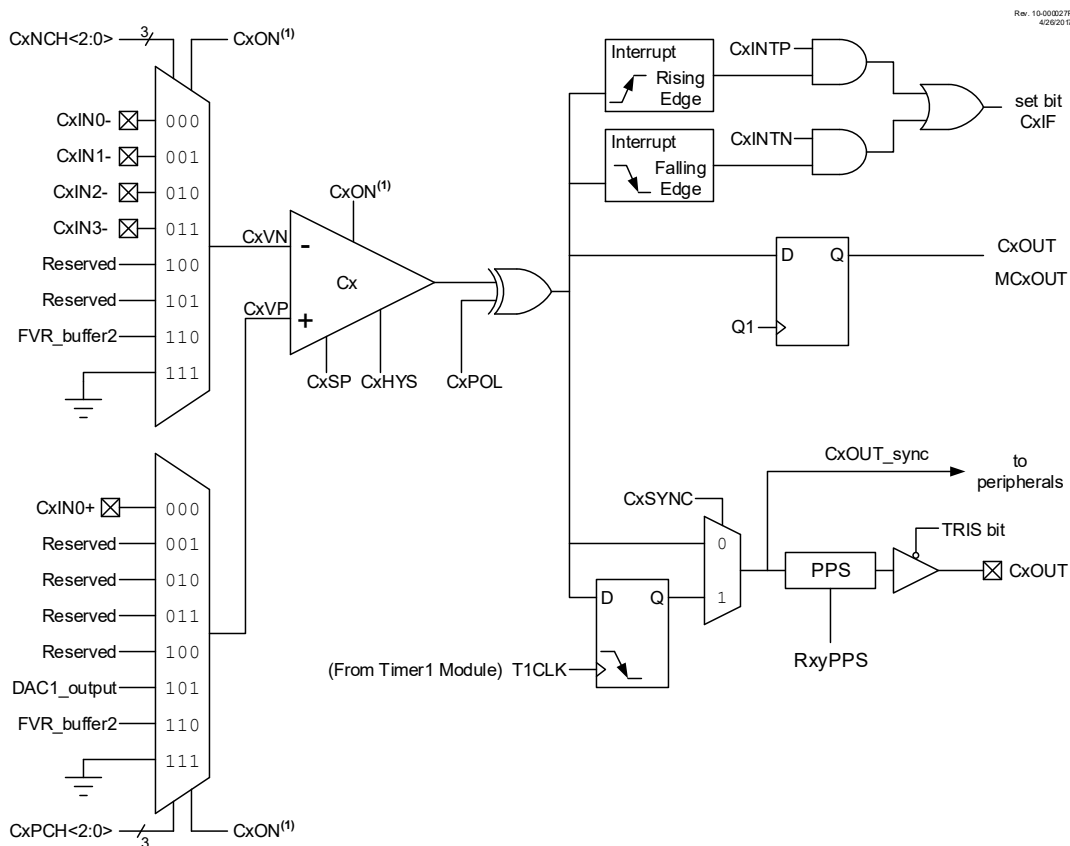 Rev. 10-000027
4/26/201
CxNCH<2:0>
3
CxON(1)
CxIN0-
000
CxIN1-
001
CxIN2-
010
CxIN3-
011
Reserved
100
Reserved
101
FVR_buffer2
110
111
CxVN
CxVP
CxON(1)
-
Cx
+
CxSP
CxHYS
CxPOL
Interrupt
Rising
Edge
CxINTP
Interrupt
Falling
Edge
CxINTN
set bit
CxIF
D
Q
Q1
CxOUT
MCxOUT
CxIN0+
000
Reserved
001
Reserved
010
Reserved
011
Reserved
100
DAC1_output
101
FVR_buffer2
110
111
CxPCH<2:0>
3
CxON(1)
CxSYNC
0
1
CxOUT_sync
to
peripherals
TRIS bit
PPS
CxOUT
RxyPPS
D
Q
(From Timer1 Module) T1CLK